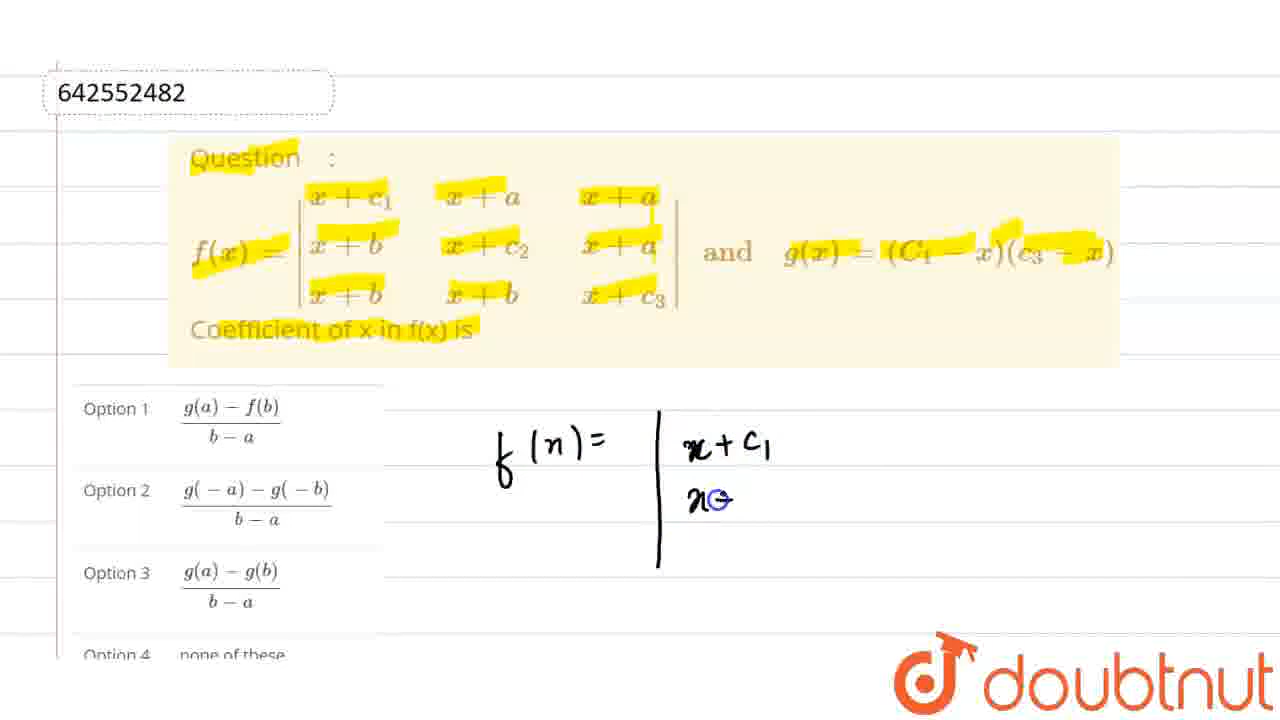 642552482
Question :
f(x) = | x + c₁ x + a x + a |
| x + b x + c₂ x + a | and g(x) = (C₁ − x)(c₃ − x)
| x + b x + b x + c₃ |
Coefficient of x in f(x) is
Option 1 g(a) − f(b) / b − a
Option 2 g( − a) − g( − b) / b − a
Option 3 g(a) − g(b) / b − a
Option 4 none of these
f(x) = | x + c₁
x
doubtnut